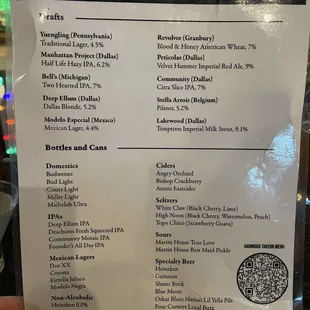 Drafts
Yuengling (Pennsylvania)
Traditional Lager, 4.5%
Manhattan Project (Dallas)
Half Life Hazy IPA, 6.2%
Bell's (Michigan)
Two Hearted IPA, 7%
Deep Ellum (Dallas)
Dallas Blonde, 5.2%
Modelo Especial (Mexico)
Mexican Lager, 4.4%
Revolver (Granbury)
Blood & Honey American Wheat, 7%
Peticolas (Dallas)
Velvet Hammer Imperial Red Ale, 9%
Community (Dallas)
Citra Slice IPA, 7%
Stella Artois (Belgium)
Pilsner, 5.2%
Lakewood (Dallas)
Temptress Imperial Milk Stout, 9.1%
Bottles and Cans
Domestics
Budweiser
Bud Light
Coors Light
Miller Light
Michelob Ultra
IPAs
Deep Ellum IPA
Deschutes Fresh Squeezed IPA
Community Mosaic IPA
Founder's All Day IPA
Mexican Lagers
Dos XX
Corona
Estrella Jalisco
Modelo Negra
Non-Alcoholic
Heineken 0.0%
Ciders
Angry Orchard
Bishop Crackberry
Austin Eastcider
Seltzers
White Claw (Black Cherry, Lime)
High Noon (Black Cherry, Watermelon, Peach)
Topo Chico (Strawberry Guava)
Sours
Martin House True Love
Martin House Best Maid Pickle
Specialty Beer
Heineken
Guinness
Shiner Bock
Blue Moon
Oskar Blues Mama's Lil Yella Pils
Four Corners Local Buzz
HARWOOD TAVERN MENU